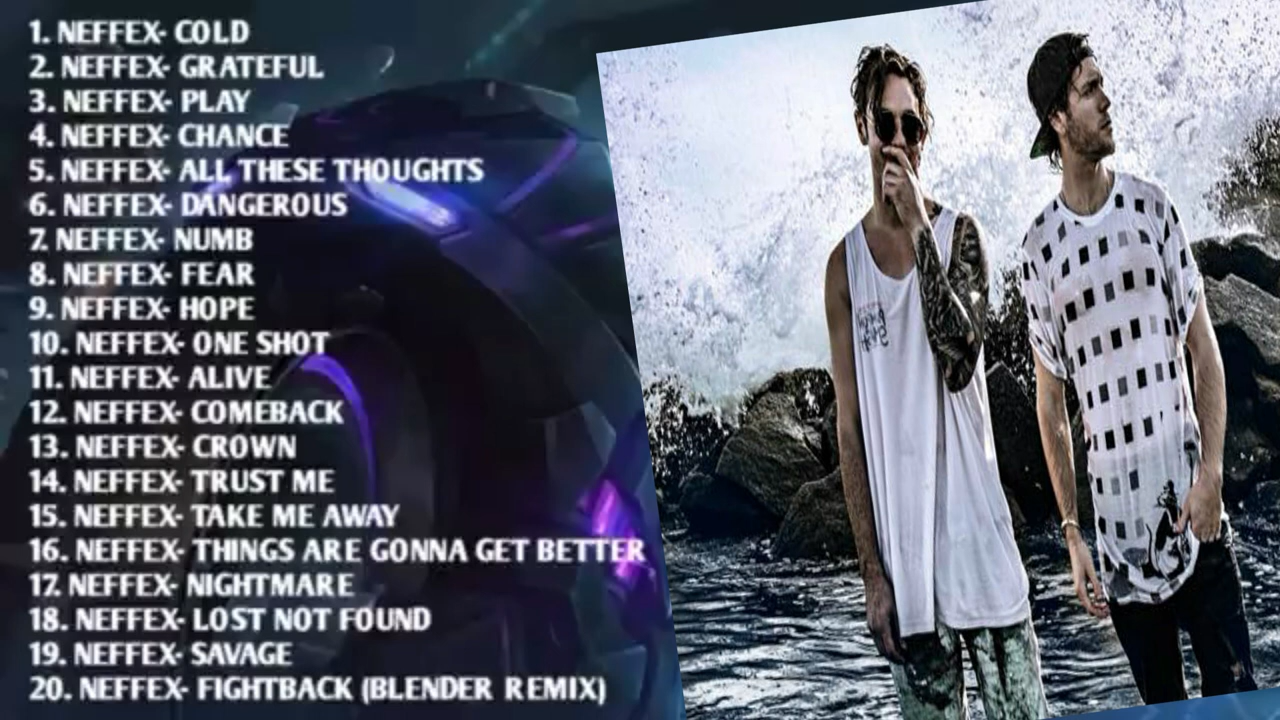 1. NEFFEX- COLD
2. NEFFEX- GRATEFUL
3. NEFFEX- PLAY
4. NEFFEX- CHANCE
5. NEFFEX- ALL THESE THOUGHTS
6. NEFFEX- DANGEROUS
7. NEFFEX- NUMB
8. NEFFEX- FEAR
9. NEFFEX- HOPE
10. NEFFEX- ONE SHOT
11. NEFFEX- ALIVE
12. NEFFEX- COMEBACK
13. NEFFEX- CROWN
14. NEFFEX- TRUST ME
15. NEFFEX- TAKE ME AWAY
16. NEFFEX- THINGS ARE GONNA GET BETTER
17. NEFFEX- NIGHTMARE
18. NEFFEX- LOST NOT FOUND
19. NEFFEX- SAVAGE
20. NEFFEX- FIGHTBACK (BLENDER REMIX)